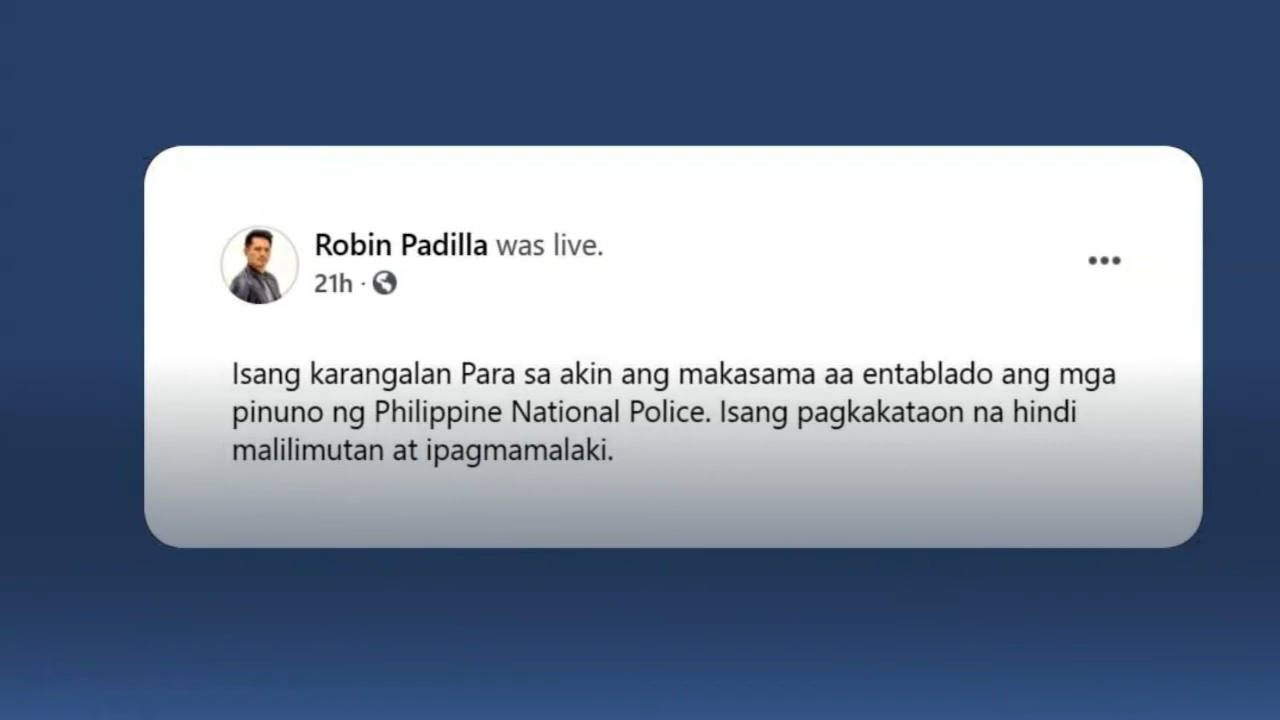 Robin Padilla was live.
21h ·
Isang karangalan Para sa akin ang makasama aa entablado ang mga
pinuno ng Philippine National Police. Isang pagkakataon na hindi
malilimutan at ipagmamalaki.